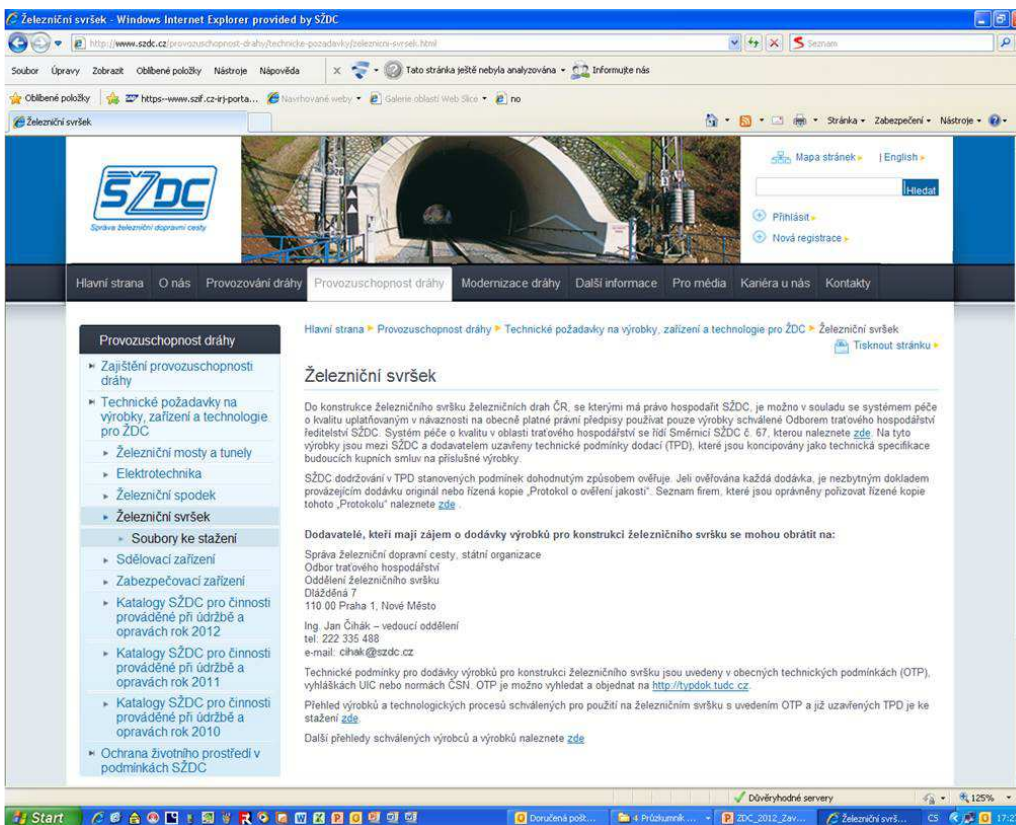 Železniční svršek - Windows Internet Explorer provided by SŽDC
http://www.szdc.cz/provozuschopnost-drahy/technicke-pozadavky/zeleznicni-svrsek.html
Seznam
Soubor Úpravy Zobrazit Oblíbené položky Nástroje Nápověda
Tato stránka ještě nebyla analyzována
Informujte nás
Oblíbené položky
https--www.szif.cz-irj-porta...
Navrhované weby
Galerie oblastí Web Slice
no
Železniční svršek
Stránka
Zabezpečení
Nástroje
SŽDC
Správa železniční dopravní cesty
Mapa stránek
| English
Hledat
Přihlásit
Nová registrace
Hlavní strana O nás Provozování dráhy Provozuschopnost dráhy Modernizace dráhy Další informace Pro média Kariéra u nás Kontakty
Provozuschopnost dráhy
Zajištění provozuschopnosti
dráhy
Technické požadavky na
výrobky, zařízení a technologie
pro ŽDC
Železniční mosty a tunely
Elektrotechnika
Železniční spodek
Železniční svršek
Soubory ke stažení
Sdělovací zařízení
Zabezpečovací zařízení
Katalogy SŽDC pro činnosti
prováděné při údržbě a
opravách rok 2012
Katalogy SŽDC pro činnosti
prováděné při údržbě a
opravách rok 2011
Katalogy SŽDC pro činnosti
prováděné při údržbě a
opravách rok 2010
Ochrana životního prostředí v
podmínkách SŽDC
Hlavní strana Provozuschopnost dráhy Technické požadavky na výrobky, zařízení a technologie pro ŽDC Železniční svršek
Tisknout stránku
Železniční svršek
Do konstrukce železničního svršku železničních drah ČR, se kterými má právo hospodařit SŽDC, je možno v souladu se systémem péče
o kvalitu uplatňovaným v návaznosti na obecně platné právní předpisy používat pouze výrobky schválené Odborem traťového hospodářství
ředitelství SŽDC. Systém péče o kvalitu v oblasti traťového hospodářství se řídí Směrnicí SŽDC č. 67, kterou naleznete zde. Na tyto
výrobky jsou mezi SŽDC a dodavatelem uzavřeny technické podmínky dodací (TPD), které jsou koncipovány jako technická specifikace
budoucích kupních smluv na příslušné výrobky.
SŽDC dodržování v TPD stanovených podmínek dohodnutým způsobem ověřuje. Jeli ověřována každá dodávka, je nezbytným dokladem
provázejícím dodávku originál nebo řízená kopie „Protokol o ověření jakosti“. Seznam firem, které jsou oprávněny pořizovat řízené kopie
tohoto „Protokolu“ naleznete zde .
Dodavatelé, kteří mají zájem o dodávky výrobků pro konstrukci železničního svršku se mohou obrátit na:
Správa železniční dopravní cesty, státní organizace
Odbor traťového hospodářství
Oddělení železničního svršku
Dlážděná 7
110 00 Praha 1, Nové Město
Ing. Jan Čihák – vedoucí oddělení
tel: 222 335 488
e-mail: cihak@szdc.cz
Technické podmínky pro dodávky výrobků pro konstrukci železničního svršku jsou uvedeny v obecných technických podmínkách (OTP),
vyhláškách UIC nebo normách ČSN. OTP je možno vyhledat a objednat na http://typdok.tudc.cz.
Přehled výrobků a technologických procesů schválených pro použití na železničním svršku s uvedením OTP a již uzavřených TPD je ke
stažení zde.
Další přehledy schválených výrobců a výrobků naleznete zde
Důvěryhodné servery
125%
Start
Doručená pošt...
4 Průzkumník ...
ZDC_2012_Zav...
Železniční svrš...
CS